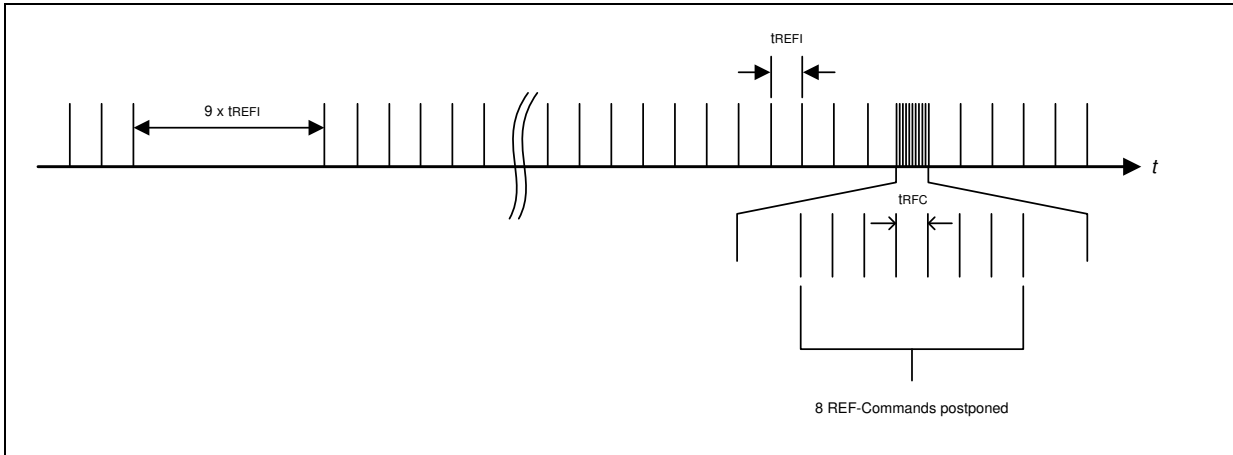 tREFI
9 x tREFI
t
tRFC
8 REF-Commands postponed